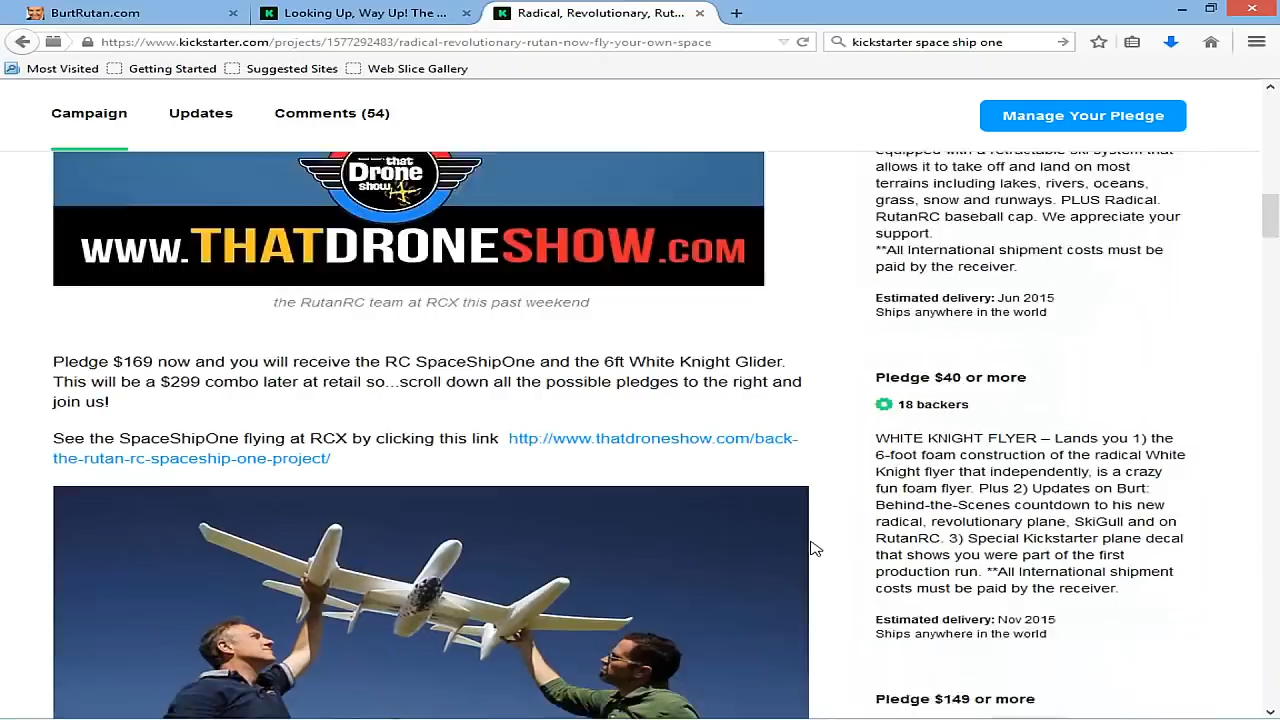 BurtRutan.com
Looking Up, Way Up! The ...
Radical, Revolutionary, Rut...
https://www.kickstarter.com/projects/1577292483/radical-revolutionary-rutan-now-fly-your-own-space
kickstarter space ship one
Most Visited
Getting Started
Suggested Sites
Web Slice Gallery
Campaign
Updates
Comments (54)
Manage Your Pledge
that
Drone
show
WWW.THATDRONESHOW.COM
the RutanRC team at RCX this past weekend
Pledge $169 now and you will receive the RC SpaceShipOne and the 6ft White Knight Glider.
This will be a $299 combo later at retail so...scroll down all the possible pledges to the right and
join us!
See the SpaceShipOne flying at RCX by clicking this link http://www.thatdroneshow.com/back-
the-rutan-rc-spaceship-one-project/
equipped with a retractable ski system that
allows it to take off and land on most
terrains including lakes, rivers, oceans,
grass, snow and runways. PLUS Radical.
RutanRC baseball cap. We appreciate your
support.
**All International shipment costs must be
paid by the receiver.
Estimated delivery: Jun 2015
Ships anywhere in the world
Pledge $40 or more
18 backers
WHITE KNIGHT FLYER – Lands you 1) the
6-foot foam construction of the radical White
Knight flyer that independently, is a crazy
fun foam flyer. Plus 2) Updates on Burt:
Behind-the-Scenes countdown to his new
radical, revolutionary plane, SkiGull and on
RutanRC. 3) Special Kickstarter plane decal
that shows you were part of the first
production run. **All International shipment
costs must be paid by the receiver.
Estimated delivery: Nov 2015
Ships anywhere in the world
Pledge $149 or more